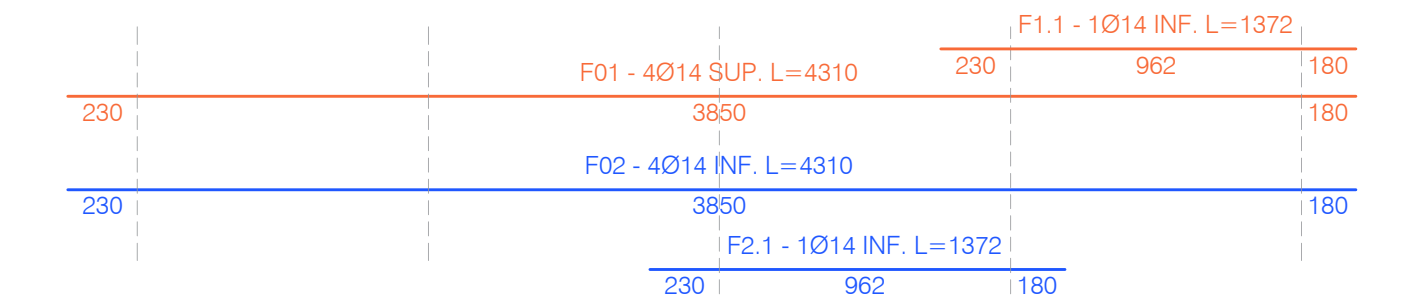 F1.1 - 1Ø14 INF. L=1372
230 962 180
F01 - 4Ø14 SUP. L=4310
230 3850 180
F02 - 4Ø14 INF. L=4310
230 3850 180
F2.1 - 1Ø14 INF. L=1372
230 962 180